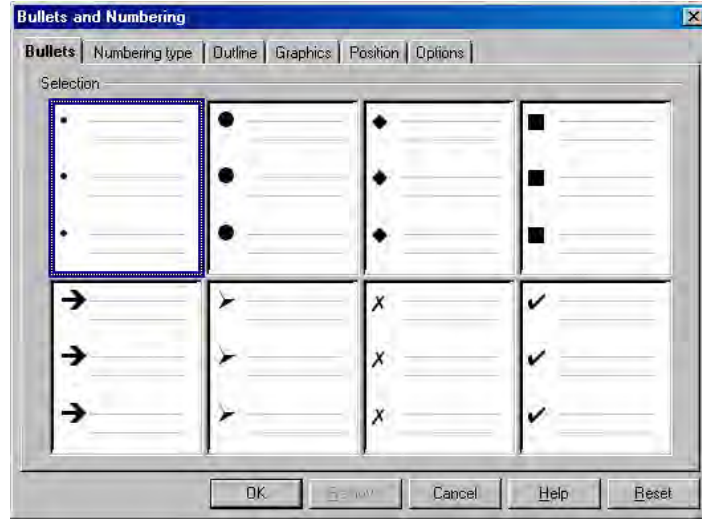 Bullets and Numbering
Bullets Numbering type Outline Graphics Position Options
Selection
OK Cancel Help Reset